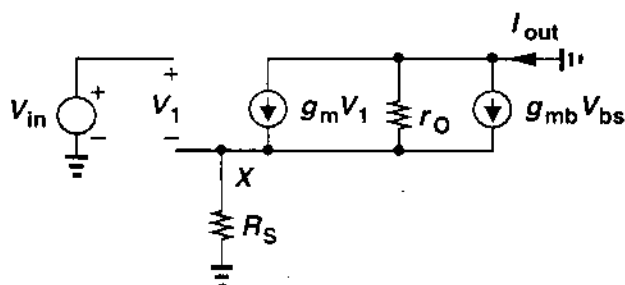 I_out
V_in
+
−
+
V_1
−
g_m V_1
r_O
g_mb V_bs
X
R_S